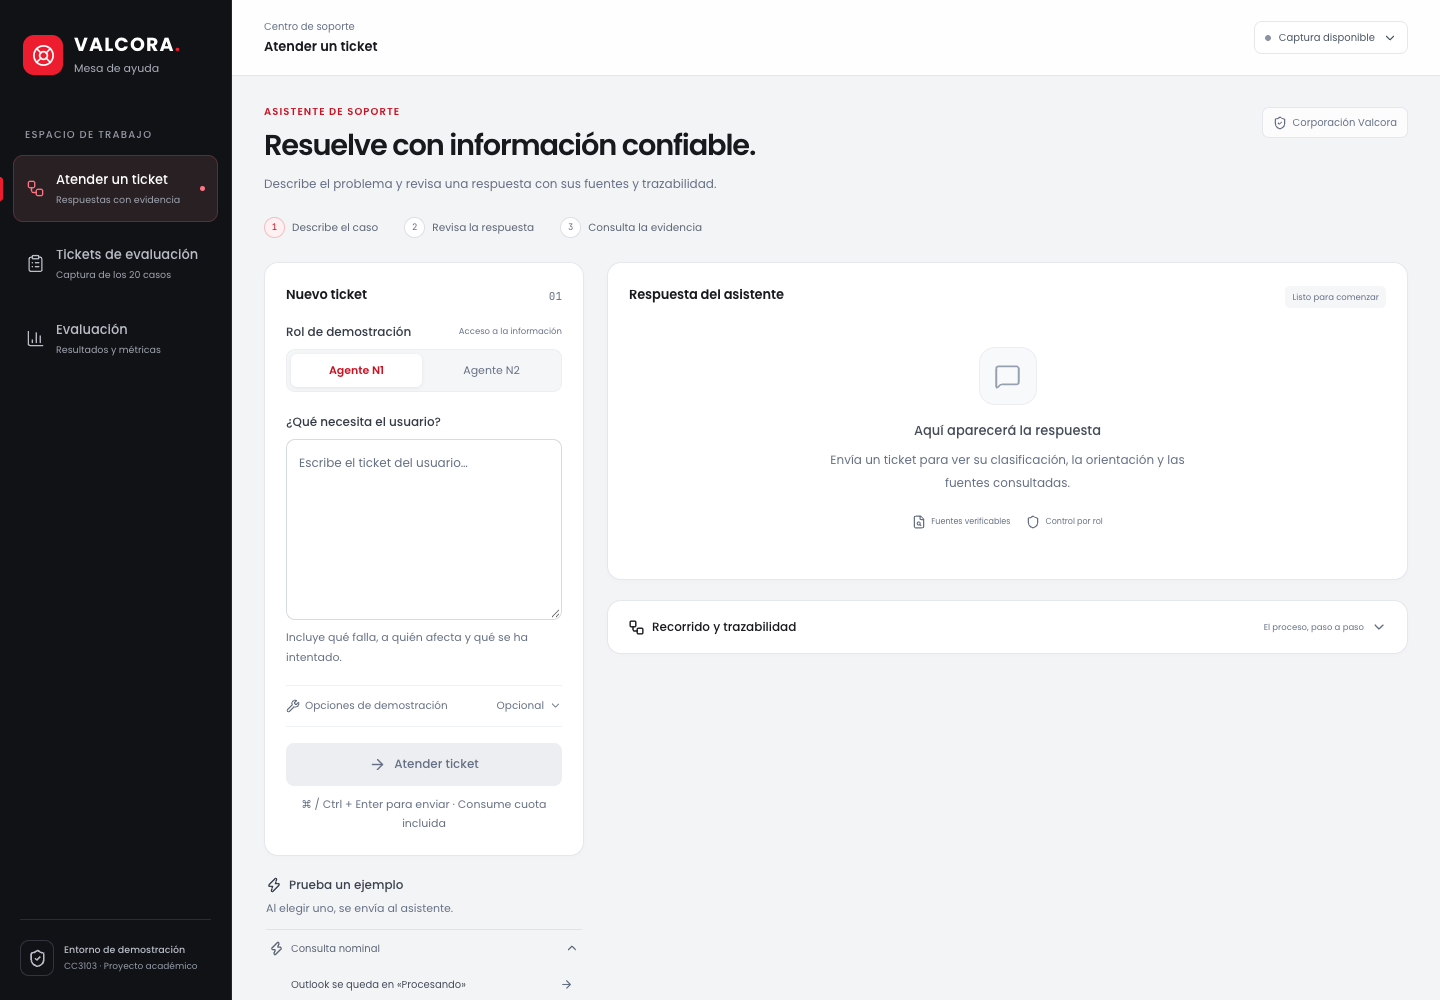 VALCORA.
Mesa de ayuda
ESPACIO DE TRABAJO
Atender un ticket
Respuestas con evidencia
Tickets de evaluación
Captura de los 20 casos
Evaluación
Resultados y métricas
Entorno de demostración
CC3103 · Proyecto académico
Centro de soporte
Atender un ticket
Captura disponible
ASISTENTE DE SOPORTE
Resuelve con información confiable.
Corporación Valcora
Describe el problema y revisa una respuesta con sus fuentes y trazabilidad.
1 Describe el caso
2 Revisa la respuesta
3 Consulta la evidencia
Nuevo ticket
01
Rol de demostración
Acceso a la información
Agente N1
Agente N2
¿Qué necesita el usuario?
Escribe el ticket del usuario...
Incluye qué falla, a quién afecta y qué se ha
intentado.
Opciones de demostración
Opcional
Atender ticket
⌘ / Ctrl + Enter para enviar · Consume cuota
incluida
Prueba un ejemplo
Al elegir uno, se envía al asistente.
Consulta nominal
Outlook se queda en «Procesando»
Respuesta del asistente
Listo para comenzar
Aquí aparecerá la respuesta
Envía un ticket para ver su clasificación, la orientación y las
fuentes consultadas.
Fuentes verificables
Control por rol
Recorrido y trazabilidad
El proceso, paso a paso